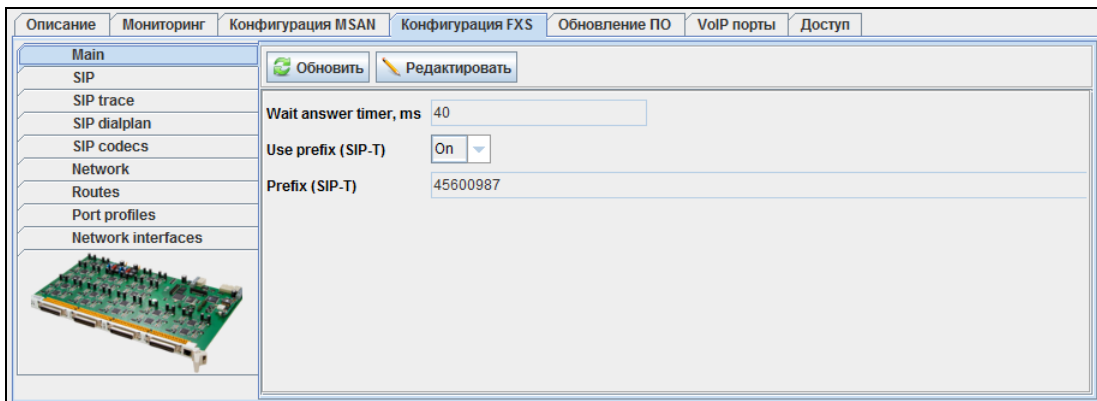 Описание Мониторинг Конфигурация MSAN Конфигурация FXS Обновление ПО VoIP порты Доступ
Main
SIP
SIP trace
SIP dialplan
SIP codecs
Network
Routes
Port profiles
Network interfaces
Обновить Редактировать
Wait answer timer, ms 40
Use prefix (SIP-T) On
Prefix (SIP-T) 45600987